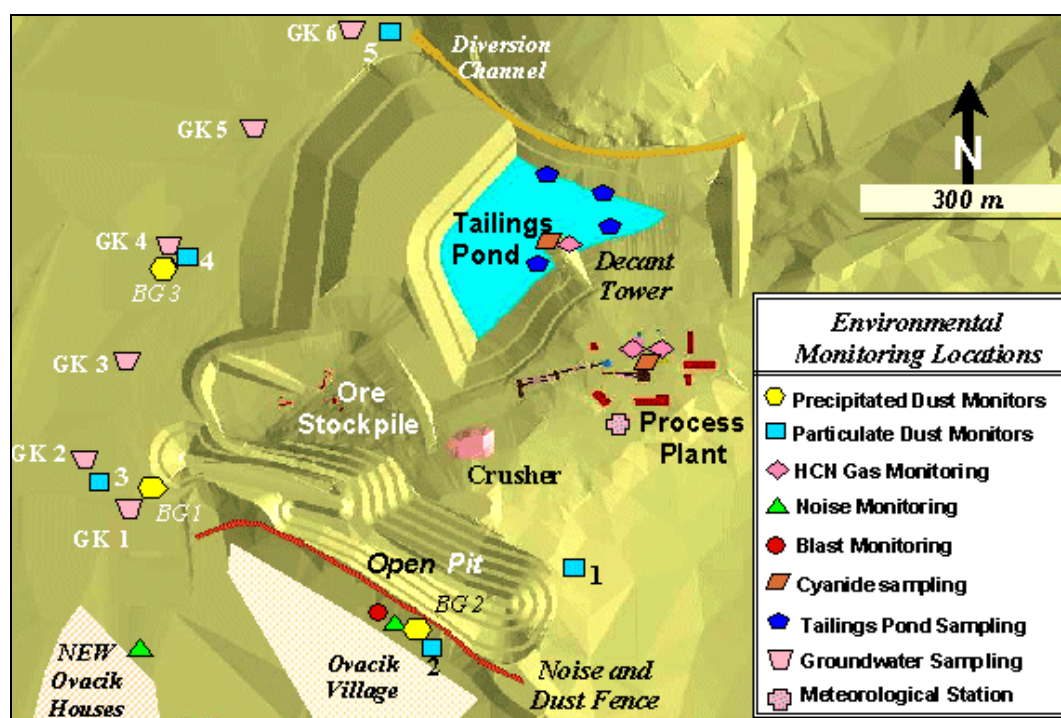 GK 6
5
Diversion
Channel
GK 5
N
300 m
Tailings
Pond
GK 4
4
BG 3
Decant
Tower
GK 3
Ore
Stockpile
Process
Plant
Crusher
GK 2
3
BG 1
GK 1
Open Pit
1
BG 2
2
NEW
Ovacik
Houses
Ovacik
Village
Noise and
Dust Fence
Environmental
Monitoring Locations
Precipitated Dust Monitors
Particulate Dust Monitors
HCN Gas Monitoring
Noise Monitoring
Blast Monitoring
Cyanide sampling
Tailings Pond Sampling
Groundwater Sampling
Meteorological Station